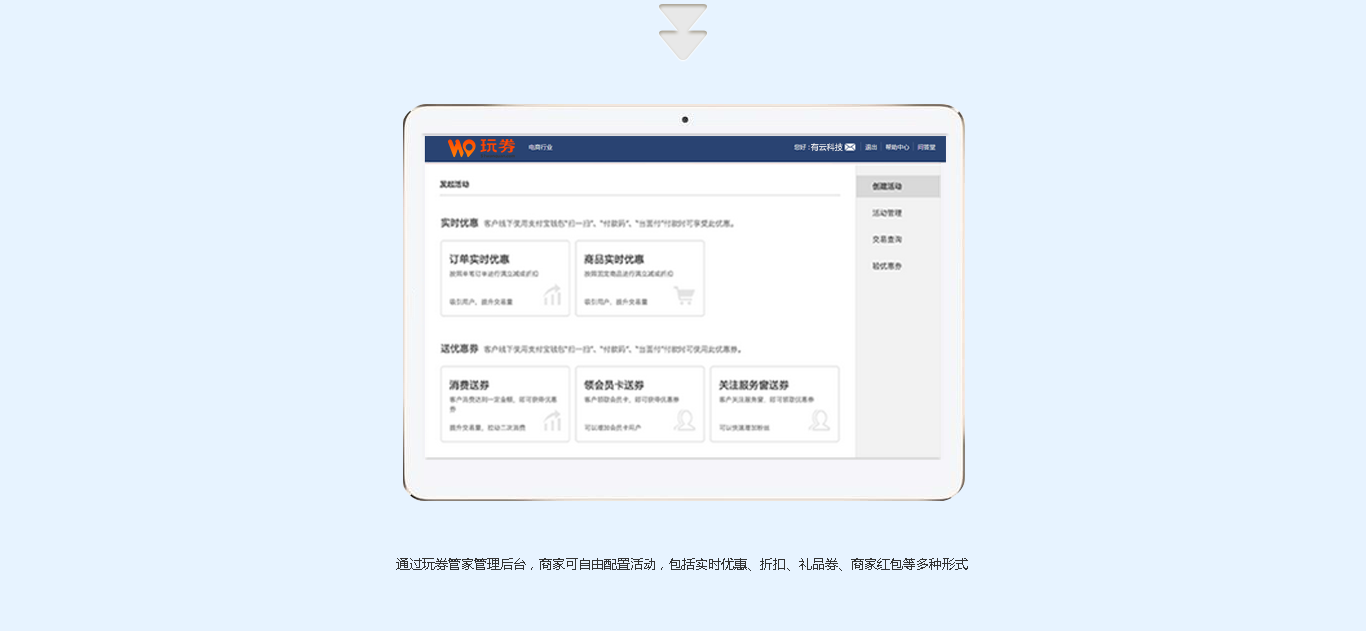 玩券 电商行业 您好：有云科技 退出 帮助中心 问答堂
发起活动
创建活动
活动管理
交易查询
验优惠券
实时优惠 客户线下使用支付宝钱包"扫一扫"、"付款码"、"当面付"付款时可享受此优惠。
订单实时优惠
按照单笔订单进行满立减或折扣
吸引用户，提升交易量
商品实时优惠
按照固定商品进行满立减或折扣
吸引用户，提升交易量
送优惠券 客户线下使用支付宝钱包"扫一扫"、"付款码"、"当面付"付款时可使用此优惠券。
消费送券
客户消费达到一定金额，即可获得优惠
券
提升交易量，拉动二次消费
领会员卡送券
客户领取会员卡，即可获得优惠券
可以增加会员卡用户
关注服务窗送券
客户关注服务窗，即可领取优惠券
可以快速增加粉丝
通过玩券管家管理后台，商家可自由配置活动，包括实时优惠、折扣、礼品券、商家红包等多种形式